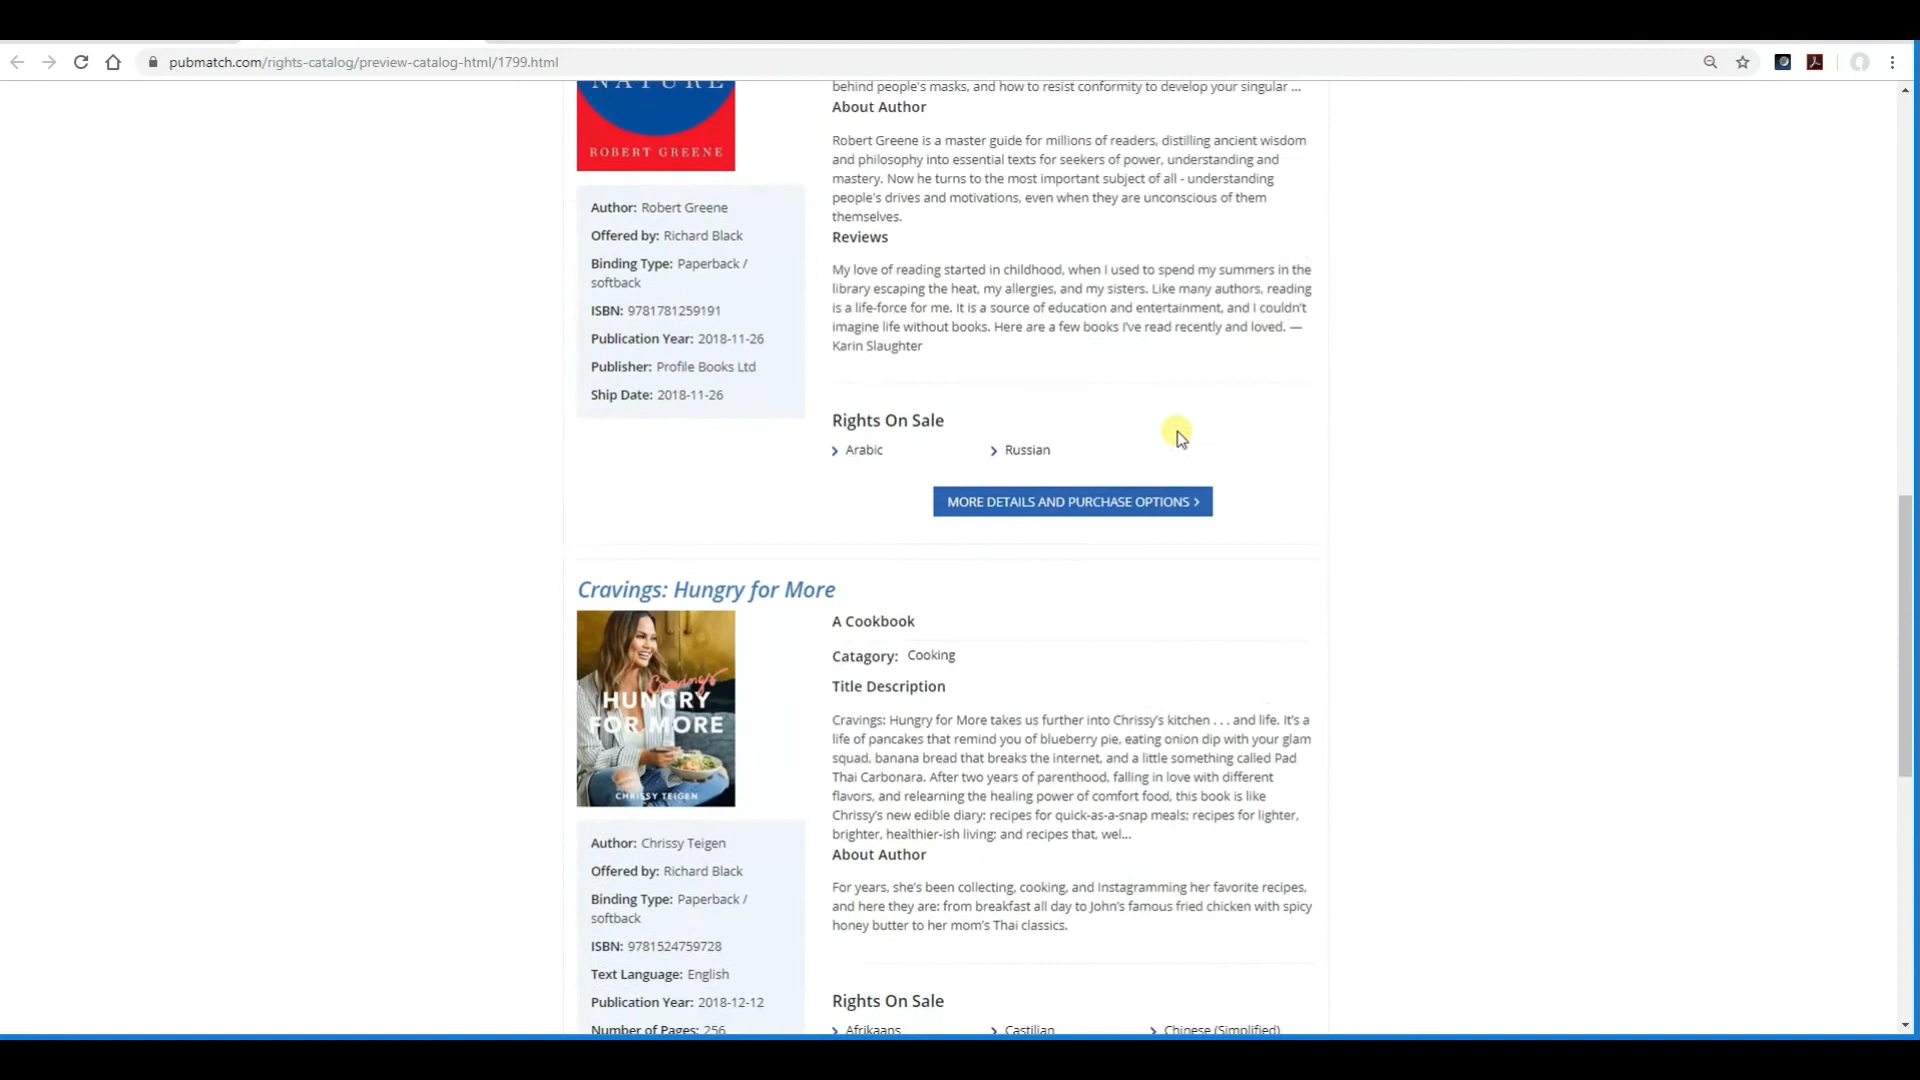 pubmatch.com/rights-catalog/preview-catalog-html/1799.html
NATURE
ROBERT GREENE
behind people's masks, and how to resist conformity to develop your singular ...
About Author
Robert Greene is a master guide for millions of readers, distilling ancient wisdom
and philosophy into essential texts for seekers of power, understanding and
mastery. Now he turns to the most important subject of all - understanding
people's drives and motivations, even when they are unconscious of them
themselves.
Reviews
My love of reading started in childhood, when I used to spend my summers in the
library escaping the heat, my allergies, and my sisters. Like many authors, reading
is a life-force for me. It is a source of education and entertainment, and I couldn't
imagine life without books. Here are a few books I've read recently and loved. —
Karin Slaughter
Author: Robert Greene
Offered by: Richard Black
Binding Type: Paperback /
softback
ISBN: 9781781259191
Publication Year: 2018-11-26
Publisher: Profile Books Ltd
Ship Date: 2018-11-26
Rights On Sale
Arabic
Russian
MORE DETAILS AND PURCHASE OPTIONS >
Cravings: Hungry for More
Cravings
HUNGRY
FOR MORE
CHRISSY TEIGEN
A Cookbook
Catagory: Cooking
Title Description
Cravings: Hungry for More takes us further into Chrissy's kitchen . . . and life. It's a
life of pancakes that remind you of blueberry pie, eating onion dip with your glam
squad, banana bread that breaks the internet, and a little something called Pad
Thai Carbonara. After two years of parenthood, falling in love with different
flavors, and relearning the healing power of comfort food, this book is like
Chrissy's new edible diary: recipes for quick-as-a-snap meals; recipes for lighter,
brighter, healthier-ish living; and recipes that, wel...
About Author
For years, she's been collecting, cooking, and Instagramming her favorite recipes,
and here they are: from breakfast all day to John's famous fried chicken with spicy
honey butter to her mom's Thai classics.
Author: Chrissy Teigen
Offered by: Richard Black
Binding Type: Paperback /
softback
ISBN: 9781524759728
Text Language: English
Publication Year: 2018-12-12
Number of Pages: 256
Rights On Sale
Afrikaans
Castilian
Chinese (Simplified)